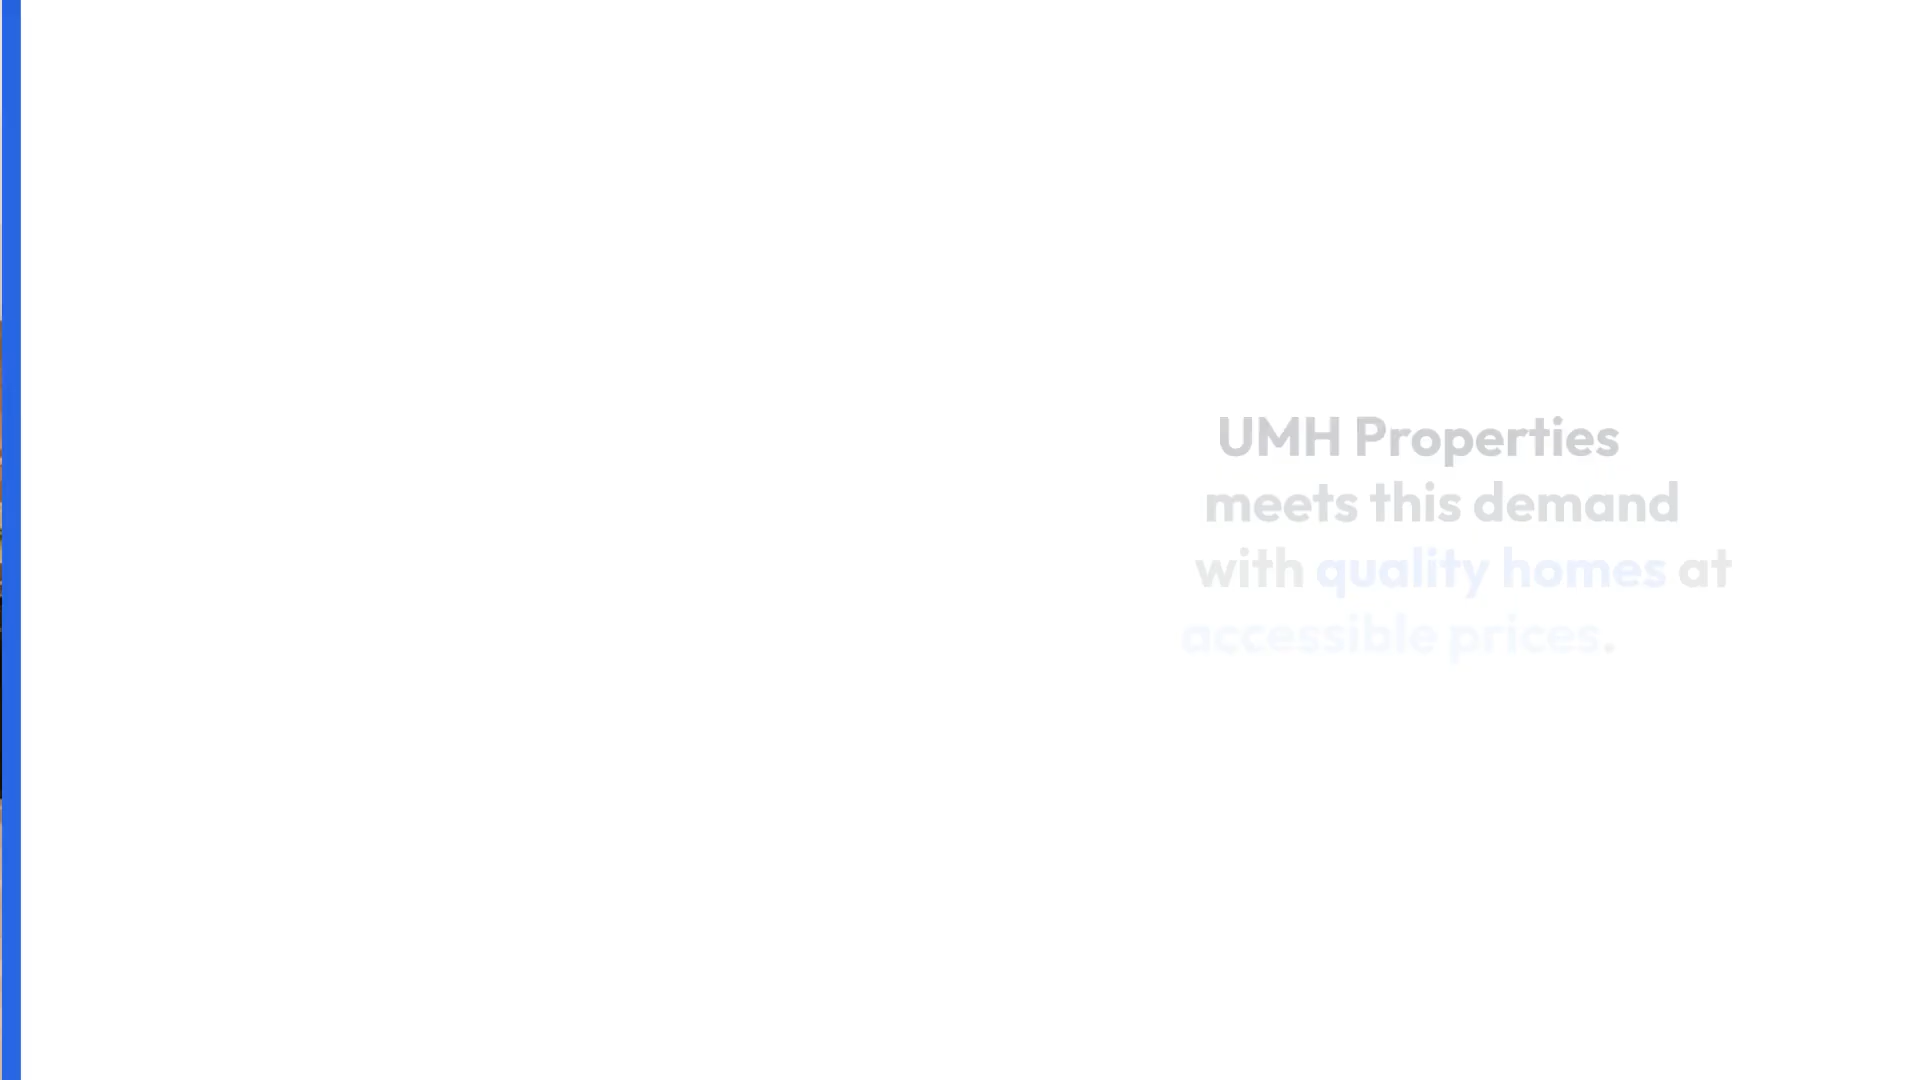 UMH Properties
meets this demand
with quality homes at
accessible prices.